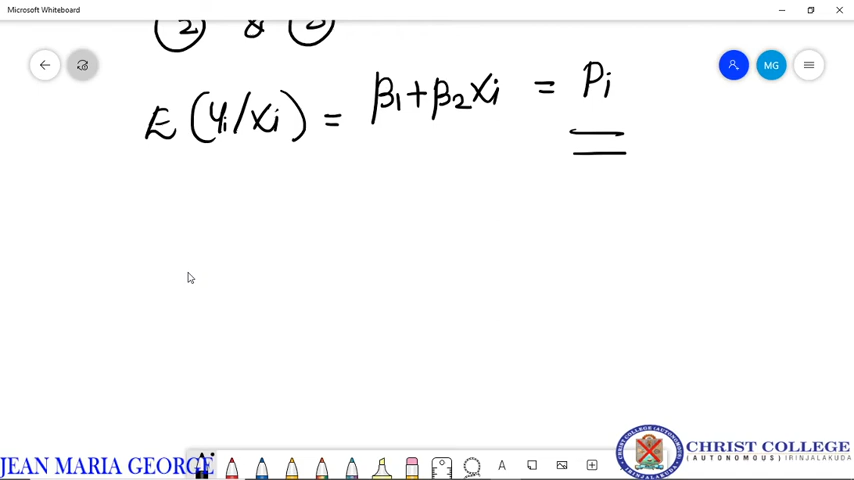 Microsoft Whiteboard
② & ③
MG
E (Yi/Xi) = β1+β2Xi = Pi
JEAN MARIA GEORGE
A
CHRIST COLLEGE
(AUTONOMOUS) IRINJALAKUDA